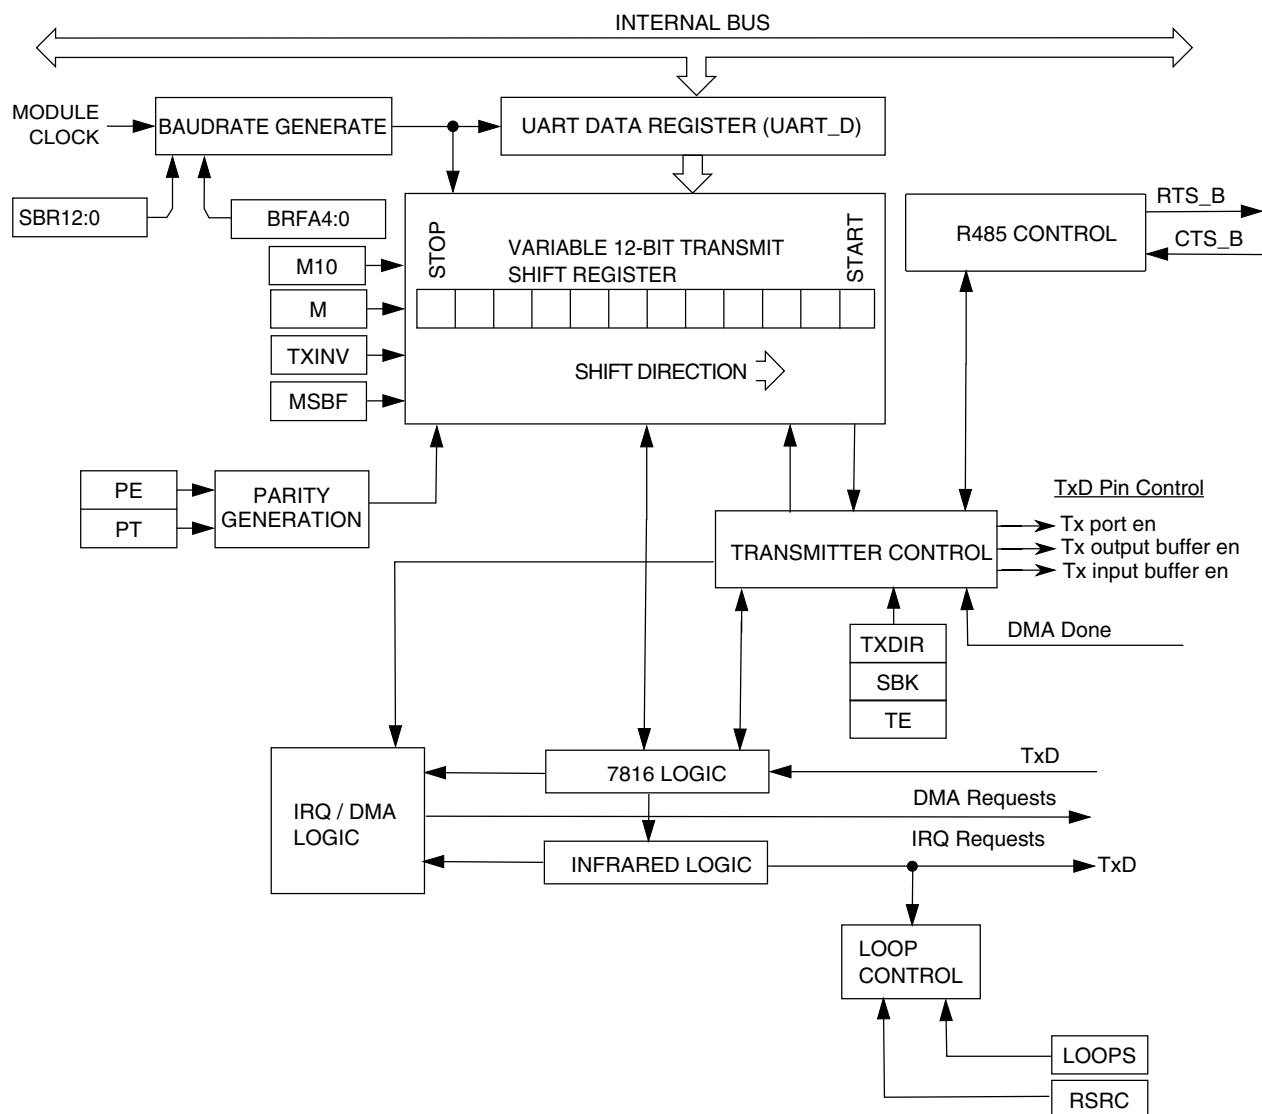 INTERNAL BUS
MODULE
CLOCK
BAUDRATE GENERATE
UART DATA REGISTER (UART_D)
SBR12:0
BRFA4:0
STOP
VARIABLE 12-BIT TRANSMIT
SHIFT REGISTER
START
R485 CONTROL
RTS_B
CTS_B
M10
M
TXINV
MSBF
SHIFT DIRECTION
PE
PT
PARITY
GENERATION
TRANSMITTER CONTROL
TxD Pin Control
Tx port en
Tx output buffer en
Tx input buffer en
DMA Done
TXDIR
SBK
TE
IRQ / DMA
LOGIC
7816 LOGIC
TxD
DMA Requests
IRQ Requests
INFRARED LOGIC
TxD
LOOP
CONTROL
LOOPS
RSRC